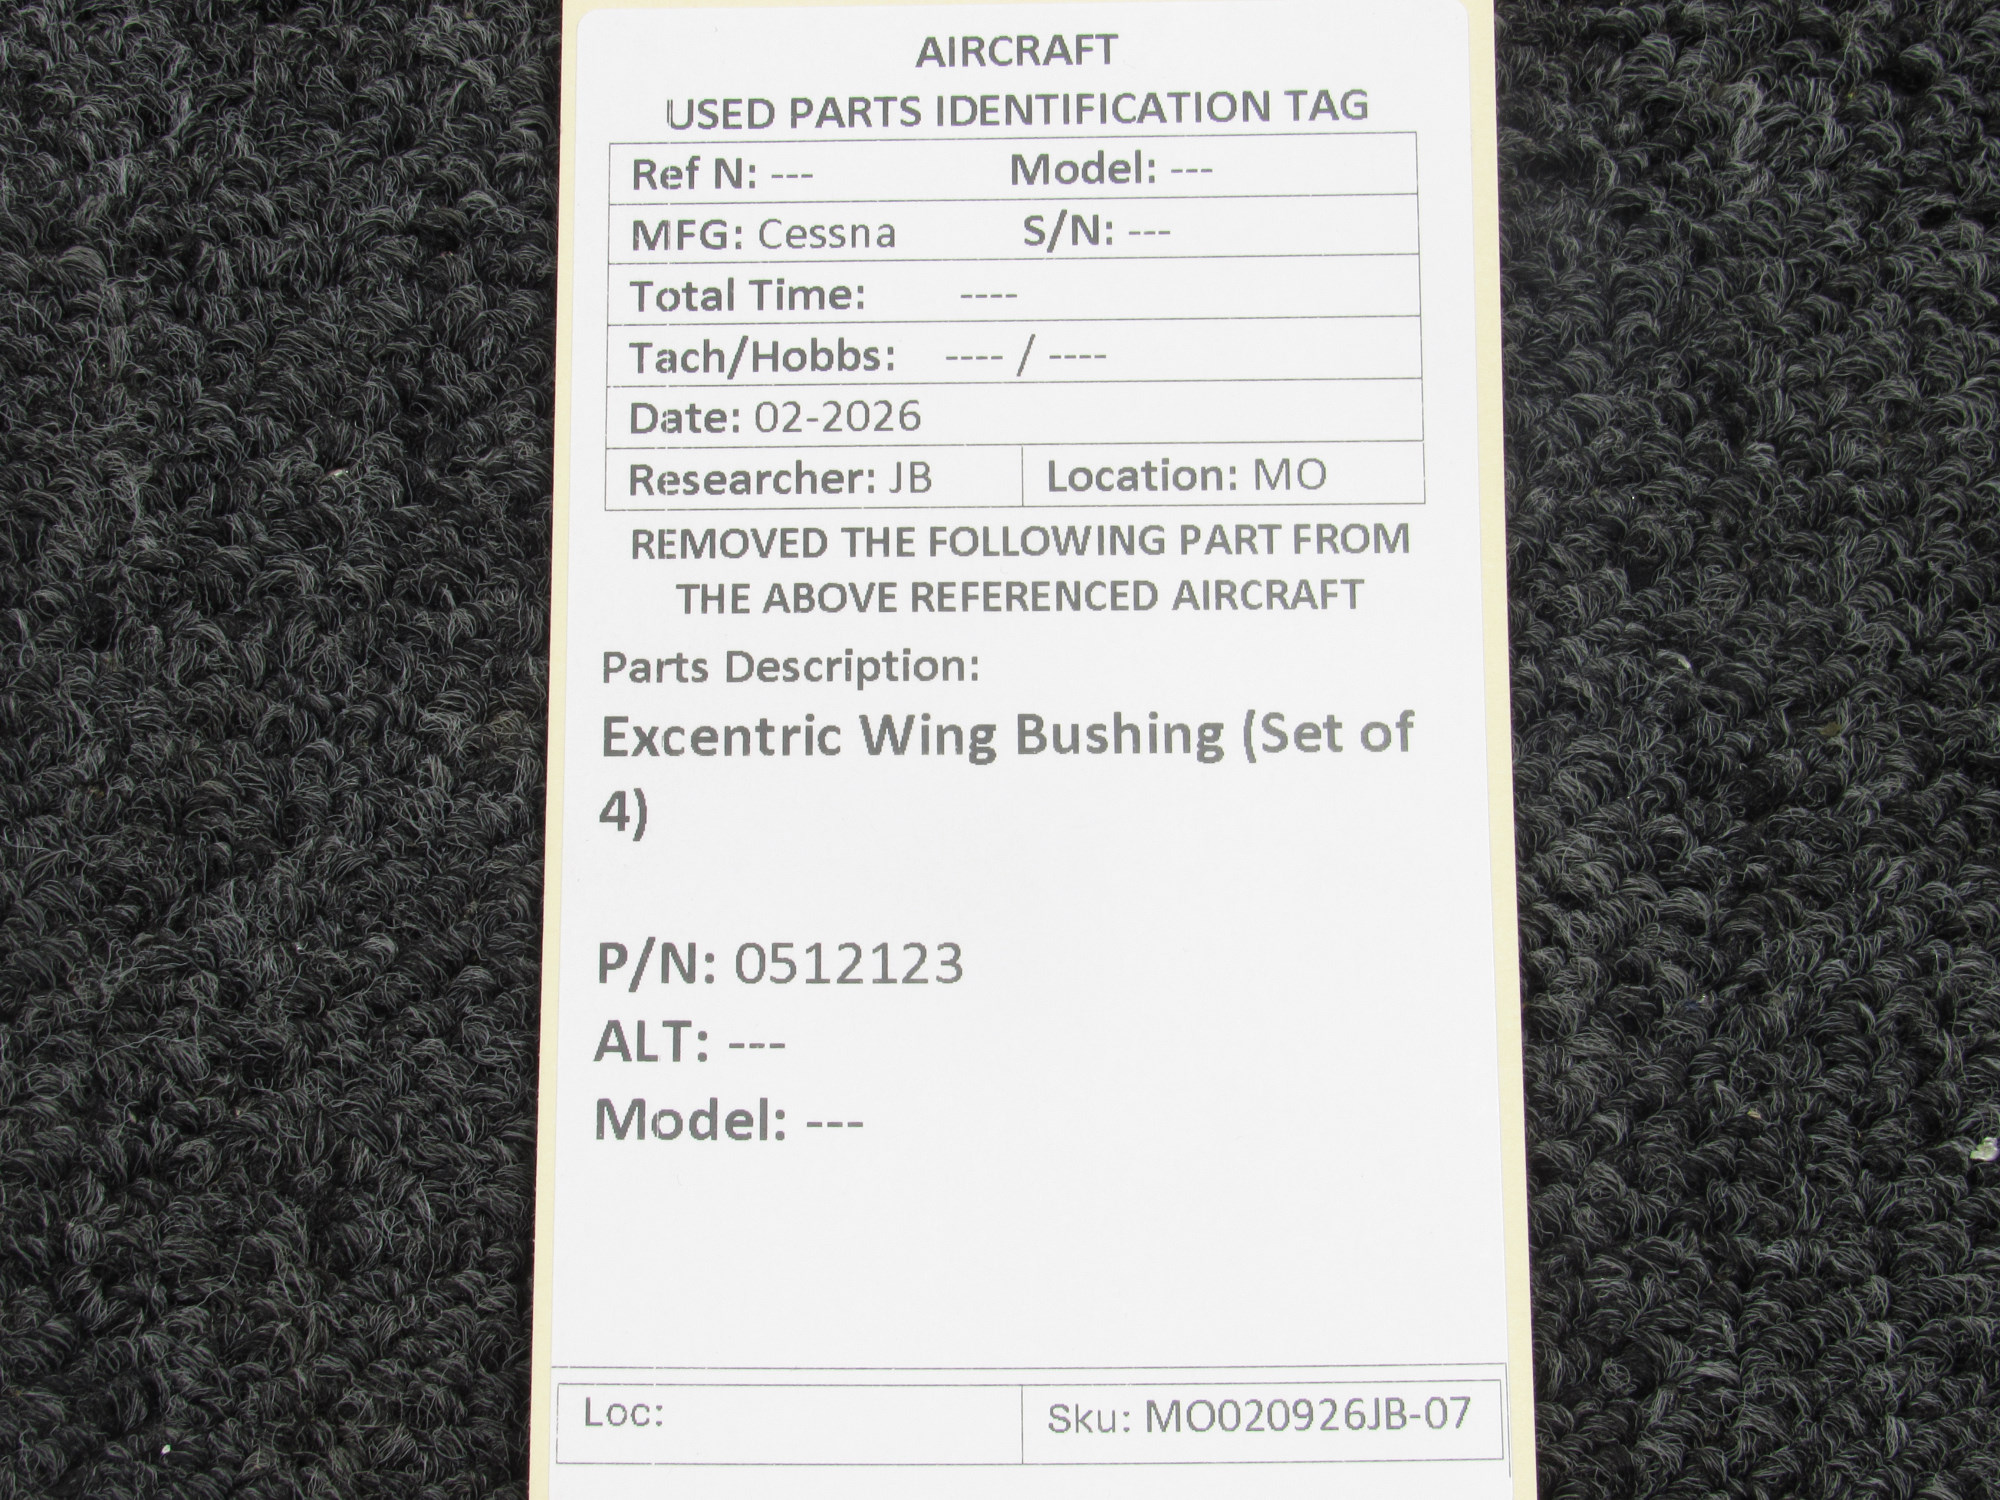 AIRCRAFT
USED PARTS IDENTIFICATION TAG
Ref N: --- Model: ---
MFG: Cessna S/N: ---
Total Time: ----
Tach/Hobbs: ---- / ----
Date: 02-2026
Researcher: JB Location: MO
REMOVED THE FOLLOWING PART FROM
THE ABOVE REFERENCED AIRCRAFT
Parts Description:
Excentric Wing Bushing (Set of
4)
P/N: 0512123
ALT: ---
Model: ---
Loc: Sku: MO020926JB-07